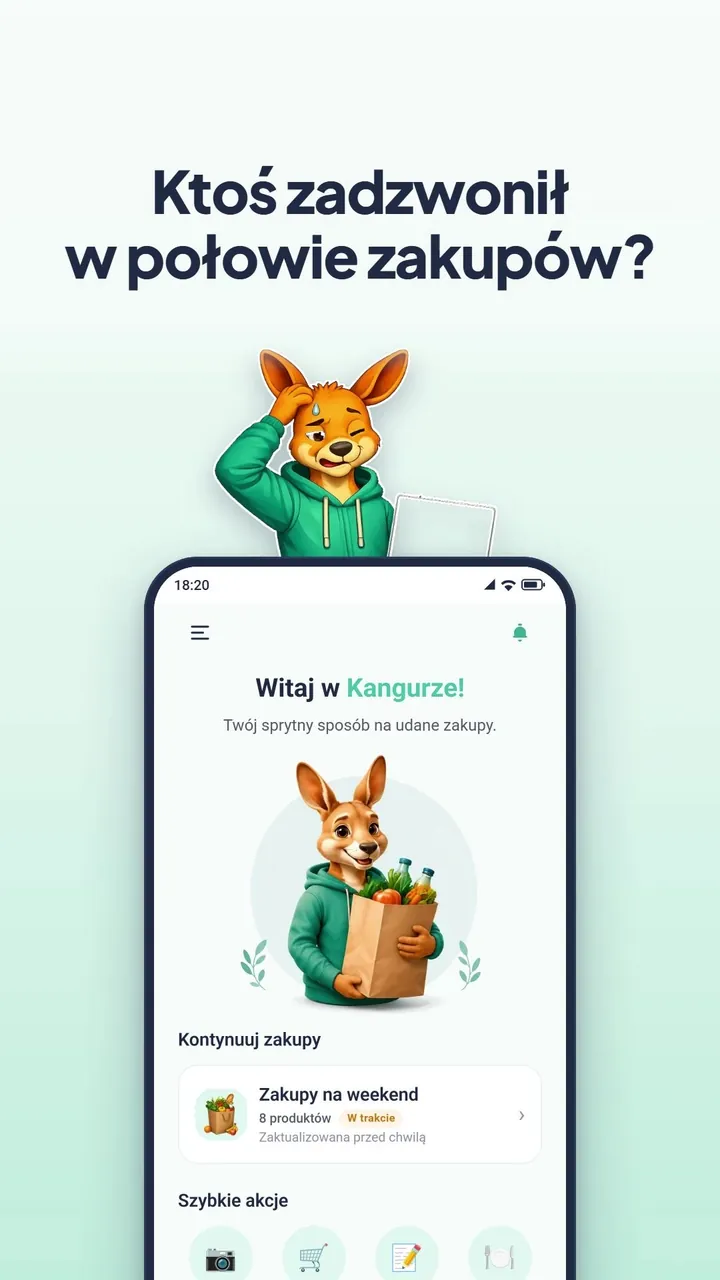 Ktoś zadzwonił
w połowie zakupów?
18:20
Witaj w Kangurze!
Twój sprytny sposób na udane zakupy.
Kontynuuj zakupy
Zakupy na weekend
8 produktów W trakcie
Zaktualizowana przed chwilą
Szybkie akcje